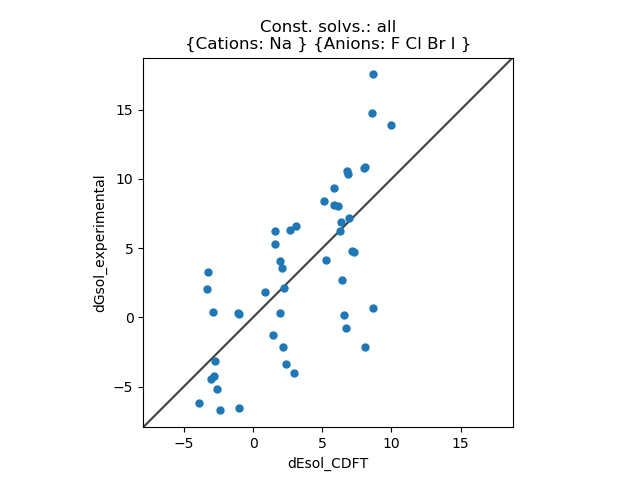 Const. solvs.: all
{Cations: Na } {Anions: F Cl Br I }
15
10
5
0
−5
dGsol_experimental
−5
0
5
10
15
dEsol_CDFT